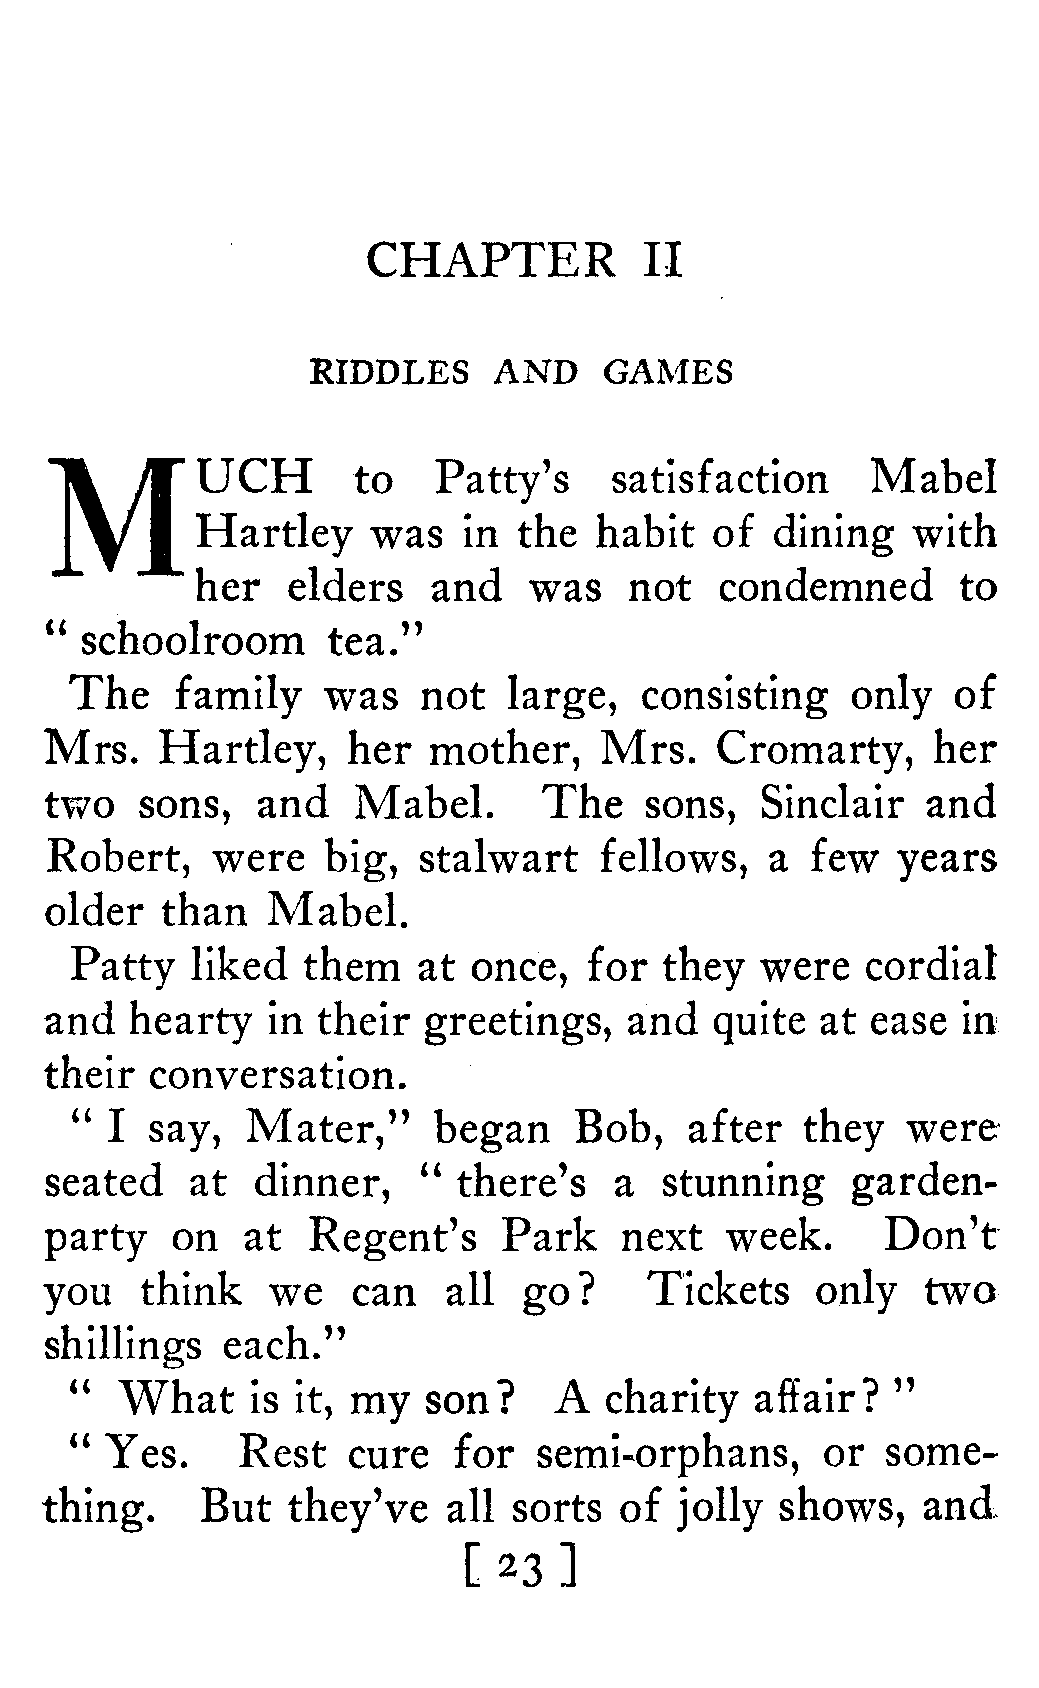 CHAPTER II
RIDDLES AND GAMES
MUCH to Patty's satisfaction Mabel
Hartley was in the habit of dining with
her elders and was not condemned to
“ schoolroom tea.”
The family was not large, consisting only of
Mrs. Hartley, her mother, Mrs. Cromarty, her
two sons, and Mabel. The sons, Sinclair and
Robert, were big, stalwart fellows, a few years
older than Mabel.
Patty liked them at once, for they were cordial
and hearty in their greetings, and quite at ease in
their conversation.
“ I say, Mater,” began Bob, after they were
seated at dinner, “ there's a stunning garden-
party on at Regent's Park next week. Don't
you think we can all go? Tickets only two
shillings each.”
“ What is it, my son? A charity affair? ”
“ Yes. Rest cure for semi-orphans, or some-
thing. But they've all sorts of jolly shows, and
[ 23 ]